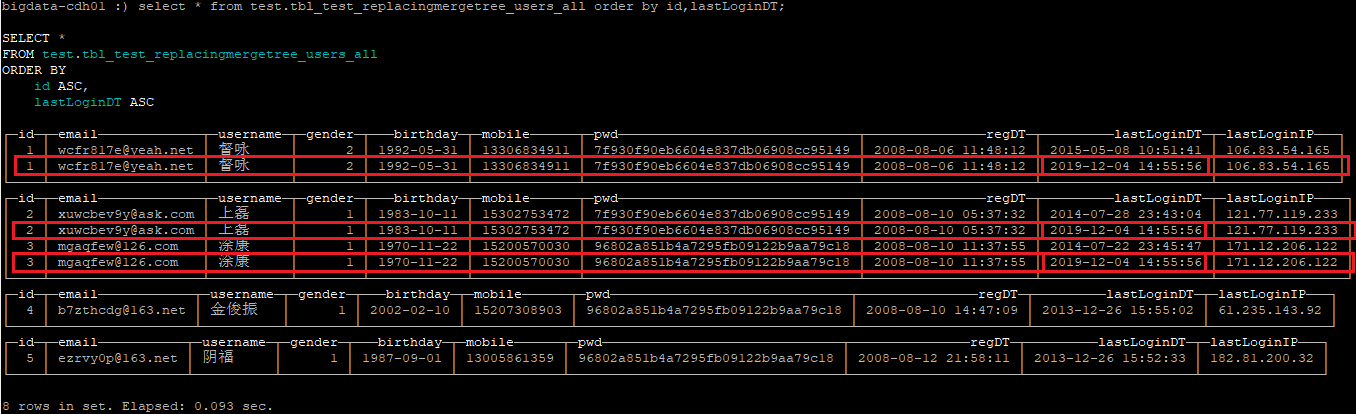 bigdata-cdh01 :) select * from test.tbl_test_replacingmergetree_users_all order by id,lastLoginDT;
SELECT *
FROM test.tbl_test_replacingmergetree_users_all
ORDER BY
id ASC,
lastLoginDT ASC
id email username gender birthday mobile pwd regDT lastLoginDT lastLoginIP
1 wcfr817e@yeah.net 督咏 2 1992-05-31 13306834911 7f930f90eb6604e837db06908cc95149 2008-08-06 11:48:12 2015-05-08 10:51:41 106.83.54.165
1 wcfr817e@yeah.net 督咏 2 1992-05-31 13306834911 7f930f90eb6604e837db06908cc95149 2008-08-06 11:48:12 2019-12-04 14:55:56 106.83.54.165
id email username gender birthday mobile pwd regDT lastLoginDT lastLoginIP
2 xuwcbev9y@ask.com 上磊 1 1983-10-11 15302753472 7f930f90eb6604e837db06908cc95149 2008-08-10 05:37:32 2014-07-28 23:43:04 121.77.119.233
2 xuwcbev9y@ask.com 上磊 1 1983-10-11 15302753472 7f930f90eb6604e837db06908cc95149 2008-08-10 05:37:32 2019-12-04 14:55:56 121.77.119.233
3 mgaqfew@126.com 涂康 1 1970-11-22 15200570030 96802a851b4a7295fb09122b9aa79c18 2008-08-10 11:37:55 2014-07-22 23:45:47 171.12.206.122
3 mgaqfew@126.com 涂康 1 1970-11-22 15200570030 96802a851b4a7295fb09122b9aa79c18 2008-08-10 11:37:55 2019-12-04 14:55:56 171.12.206.122
id email username gender birthday mobile pwd regDT lastLoginDT lastLoginIP
4 b7zthcdg@163.net 金俊振 1 2002-02-10 15207308903 96802a851b4a7295fb09122b9aa79c18 2008-08-10 14:47:09 2013-12-26 15:55:02 61.235.143.92
id email username gender birthday mobile pwd regDT lastLoginDT lastLoginIP
5 ezrvy0p@163.net 阴福 1 1987-09-01 13005861359 96802a851b4a7295fb09122b9aa79c18 2008-08-12 21:58:11 2013-12-26 15:52:33 182.81.200.32
8 rows in set. Elapsed: 0.093 sec.